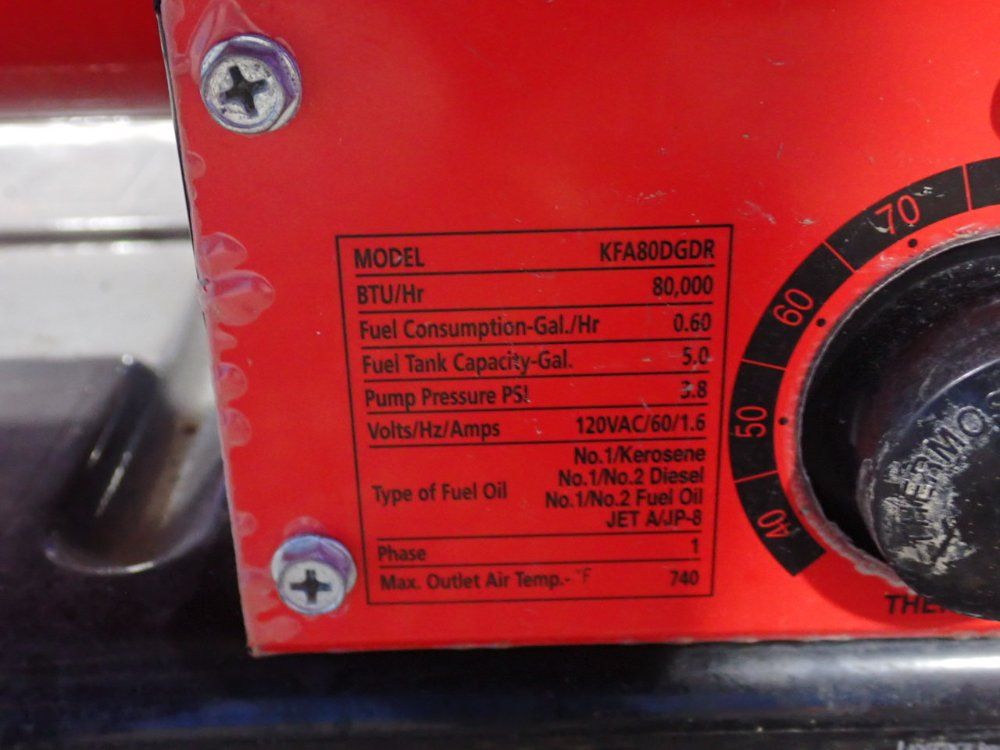 MODEL KFA80DGDR
BTU/Hr 80,000
Fuel Consumption-Gal./Hr 0.60
Fuel Tank Capacity-Gal. 5.0
Pump Pressure PSI 3.8
Volts/Hz/Amps 120VAC/60/1.6
Type of Fuel Oil No.1/Kerosene
No.1/No.2 Diesel
No.1/No.2 Fuel Oil
JET A/JP-8
Phase 1
Max. Outlet Air Temp.- °F 740
70
60
50
40